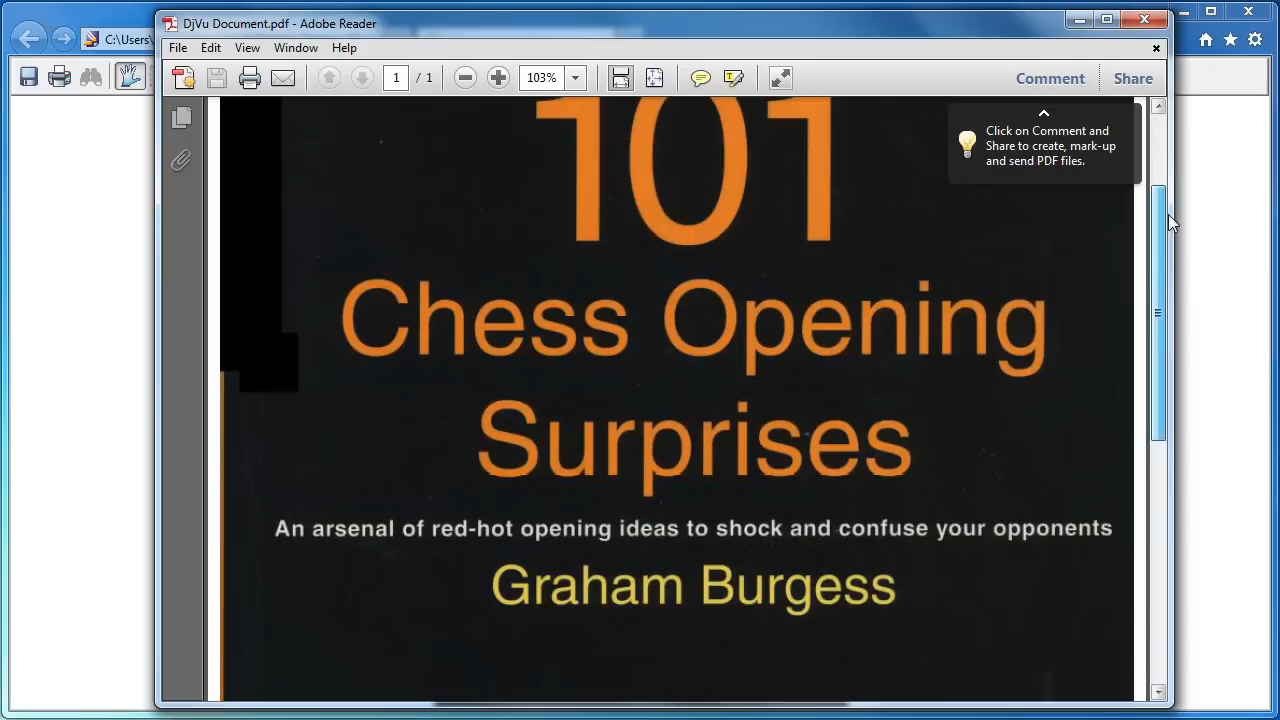 DjVu Document.pdf - Adobe Reader
C:\Users\
File Edit View Window Help
1 / 1
103%
Comment
Share
Click on Comment and
Share to create, mark-up
and send PDF files.
101
Chess Opening
Surprises
An arsenal of red-hot opening ideas to shock and confuse your opponents
Graham Burgess